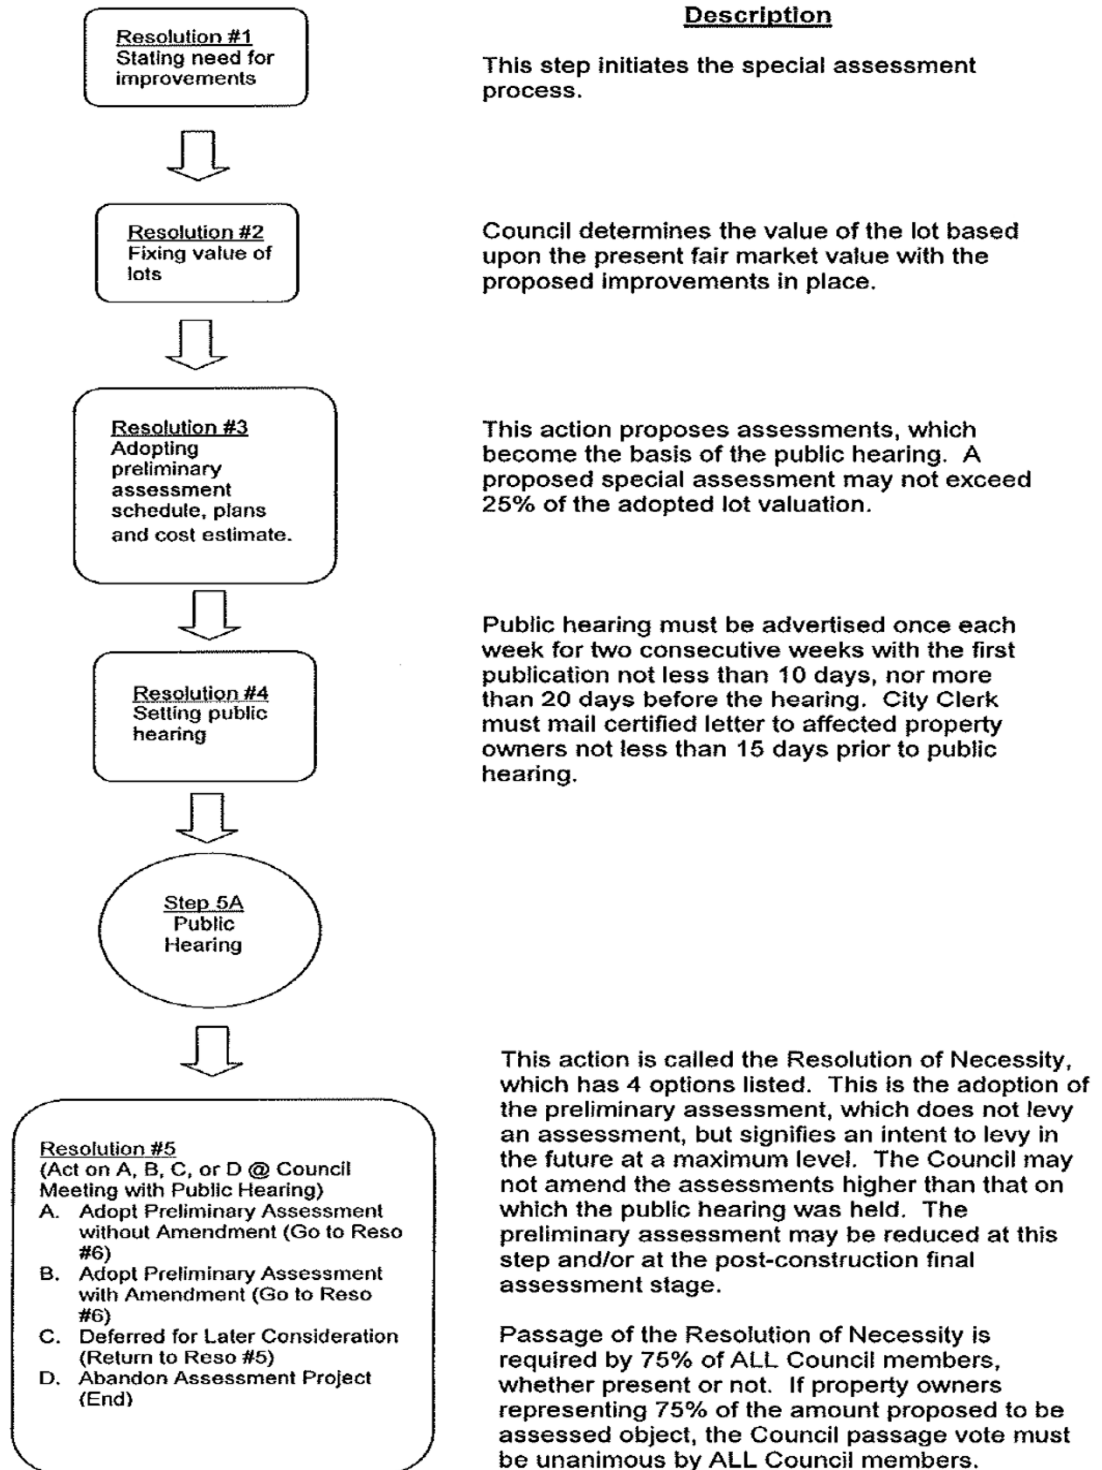 Description
Resolution #1
Stating need for
improvements
This step initiates the special assessment
process.
Resolution #2
Fixing value of
lots
Council determines the value of the lot based
upon the present fair market value with the
proposed improvements in place.
Resolution #3
Adopting
preliminary
assessment
schedule, plans
and cost estimate.
This action proposes assessments, which
become the basis of the public hearing. A
proposed special assessment may not exceed
25% of the adopted lot valuation.
Resolution #4
Setting public
hearing
Public hearing must be advertised once each
week for two consecutive weeks with the first
publication not less than 10 days, nor more
than 20 days before the hearing. City Clerk
must mail certified letter to affected property
owners not less than 15 days prior to public
hearing.
Step 5A
Public
Hearing
Resolution #5
(Act on A, B, C, or D @ Council
Meeting with Public Hearing)
A. Adopt Preliminary Assessment
without Amendment (Go to Reso
#6)
B. Adopt Preliminary Assessment
with Amendment (Go to Reso
#6)
C. Deferred for Later Consideration
(Return to Reso #5)
D. Abandon Assessment Project
(End)
This action is called the Resolution of Necessity,
which has 4 options listed. This is the adoption of
the preliminary assessment, which does not levy
an assessment, but signifies an intent to levy in
the future at a maximum level. The Council may
not amend the assessments higher than that on
which the public hearing was held. The
preliminary assessment may be reduced at this
step and/or at the post-construction final
assessment stage.
Passage of the Resolution of Necessity is
required by 75% of ALL Council members,
whether present or not. If property owners
representing 75% of the amount proposed to be
assessed object, the Council passage vote must
be unanimous by ALL Council members.